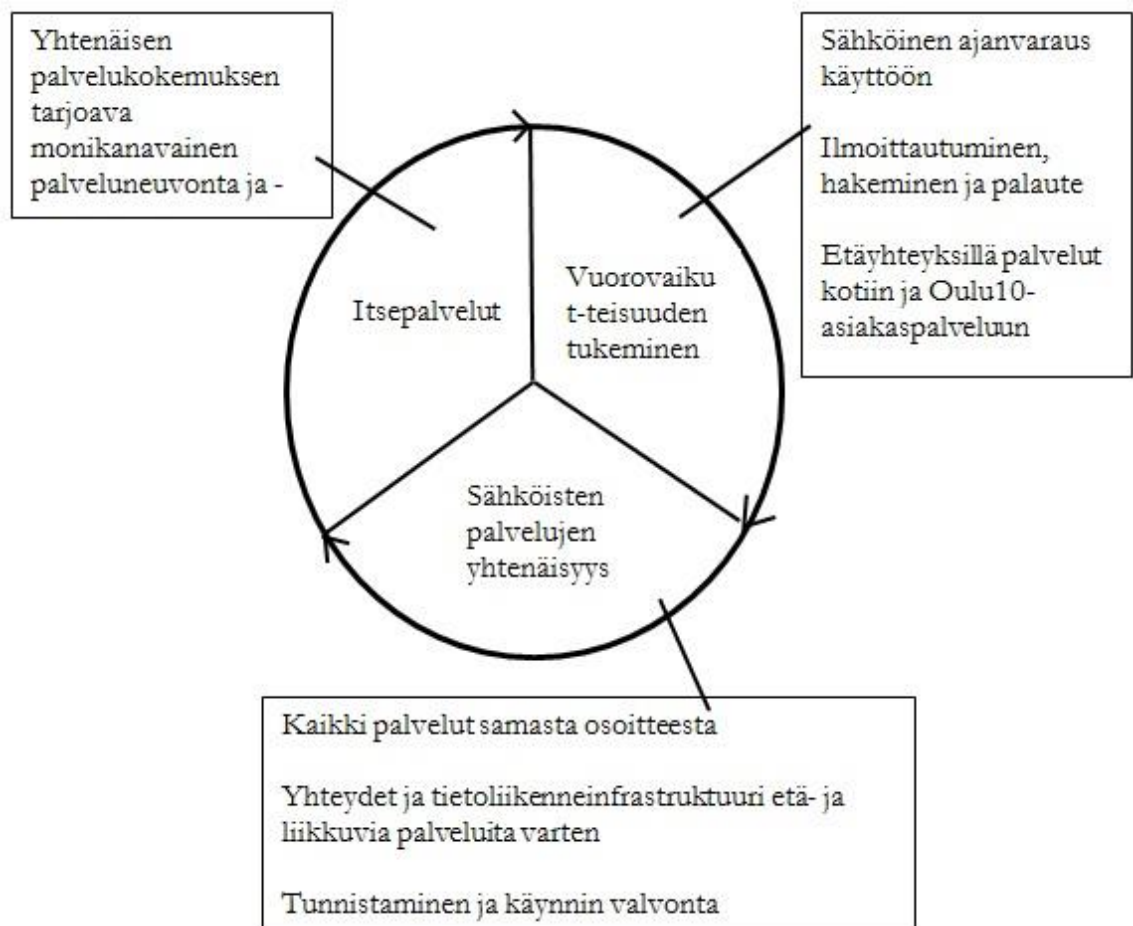 Yhtenäisen
palvelukokemuksen
tarjoava
monikanavainen
palveluneuvonta ja -
Sähköinen ajanvaraus
käyttöön
Ilmoittautuminen,
hakeminen ja palaute
Etäyhteyksillä palvelut
kotiin ja Oulu10-
asiakaspalveluun
Itsepalvelut
Vuorovaiku
t-teisuuden
tukeminen
Sähköisten
palvelujen
yhtenäisyys
Kaikki palvelut samasta osoitteesta
Yhteydet ja tietoliikenneinfrastruktuuri etä- ja
liikkuvia palveluita varten
Tunnistaminen ja käynnin valvonta